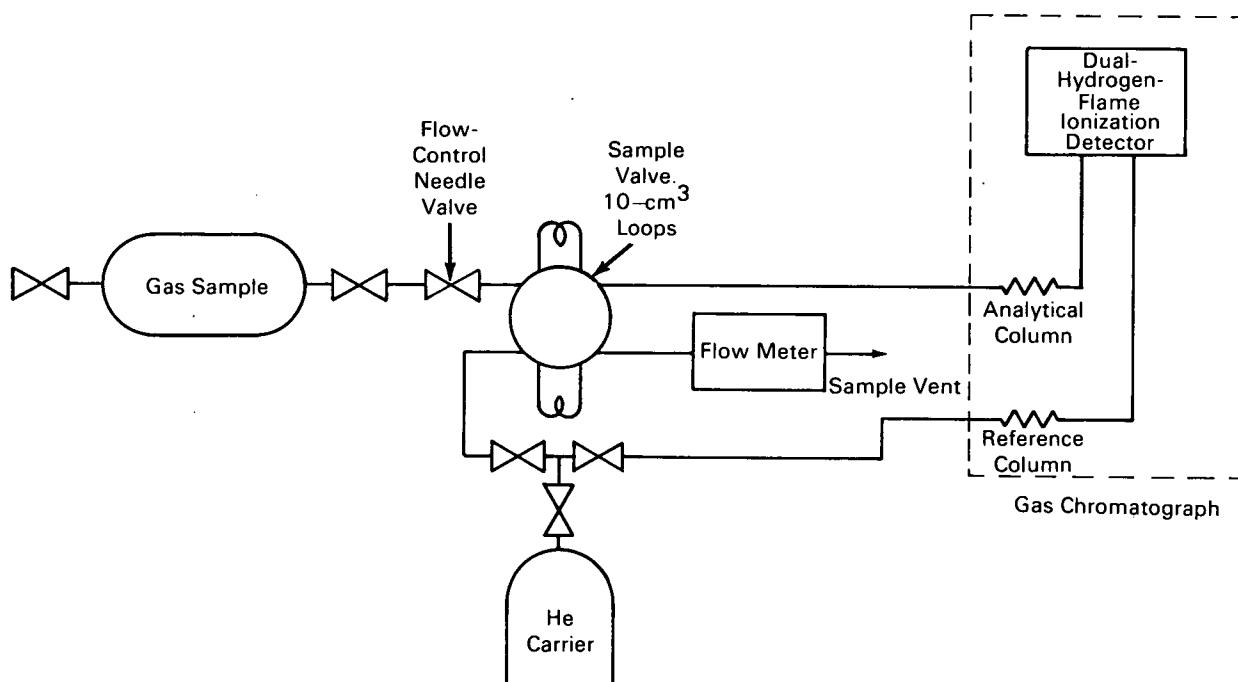 Dual-
Hydrogen-
Flame
Ionization
Detector
Flow-
Control
Needle
Valve
Sample
Valve.
10–cm³
Loops
Gas Sample
Analytical
Column
Flow Meter
Sample Vent
Reference
Column
Gas Chromatograph
He
Carrier